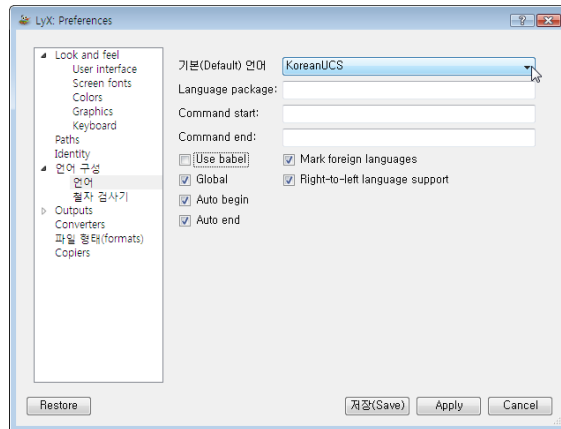 LyX: Preferences
Look and feel
User interface
Screen fonts
Colors
Graphics
Keyboard
Paths
Identity
언어 구성
언어
철자 검사기
Outputs
Converters
파일 형태(formats)
Copiers
기본(Default) 언어 KoreanUCS
Language package:
Command start:
Command end:
Use babel Mark foreign languages
Global Right-to-left language support
Auto begin
Auto end
Restore 저장(Save) Apply Cancel